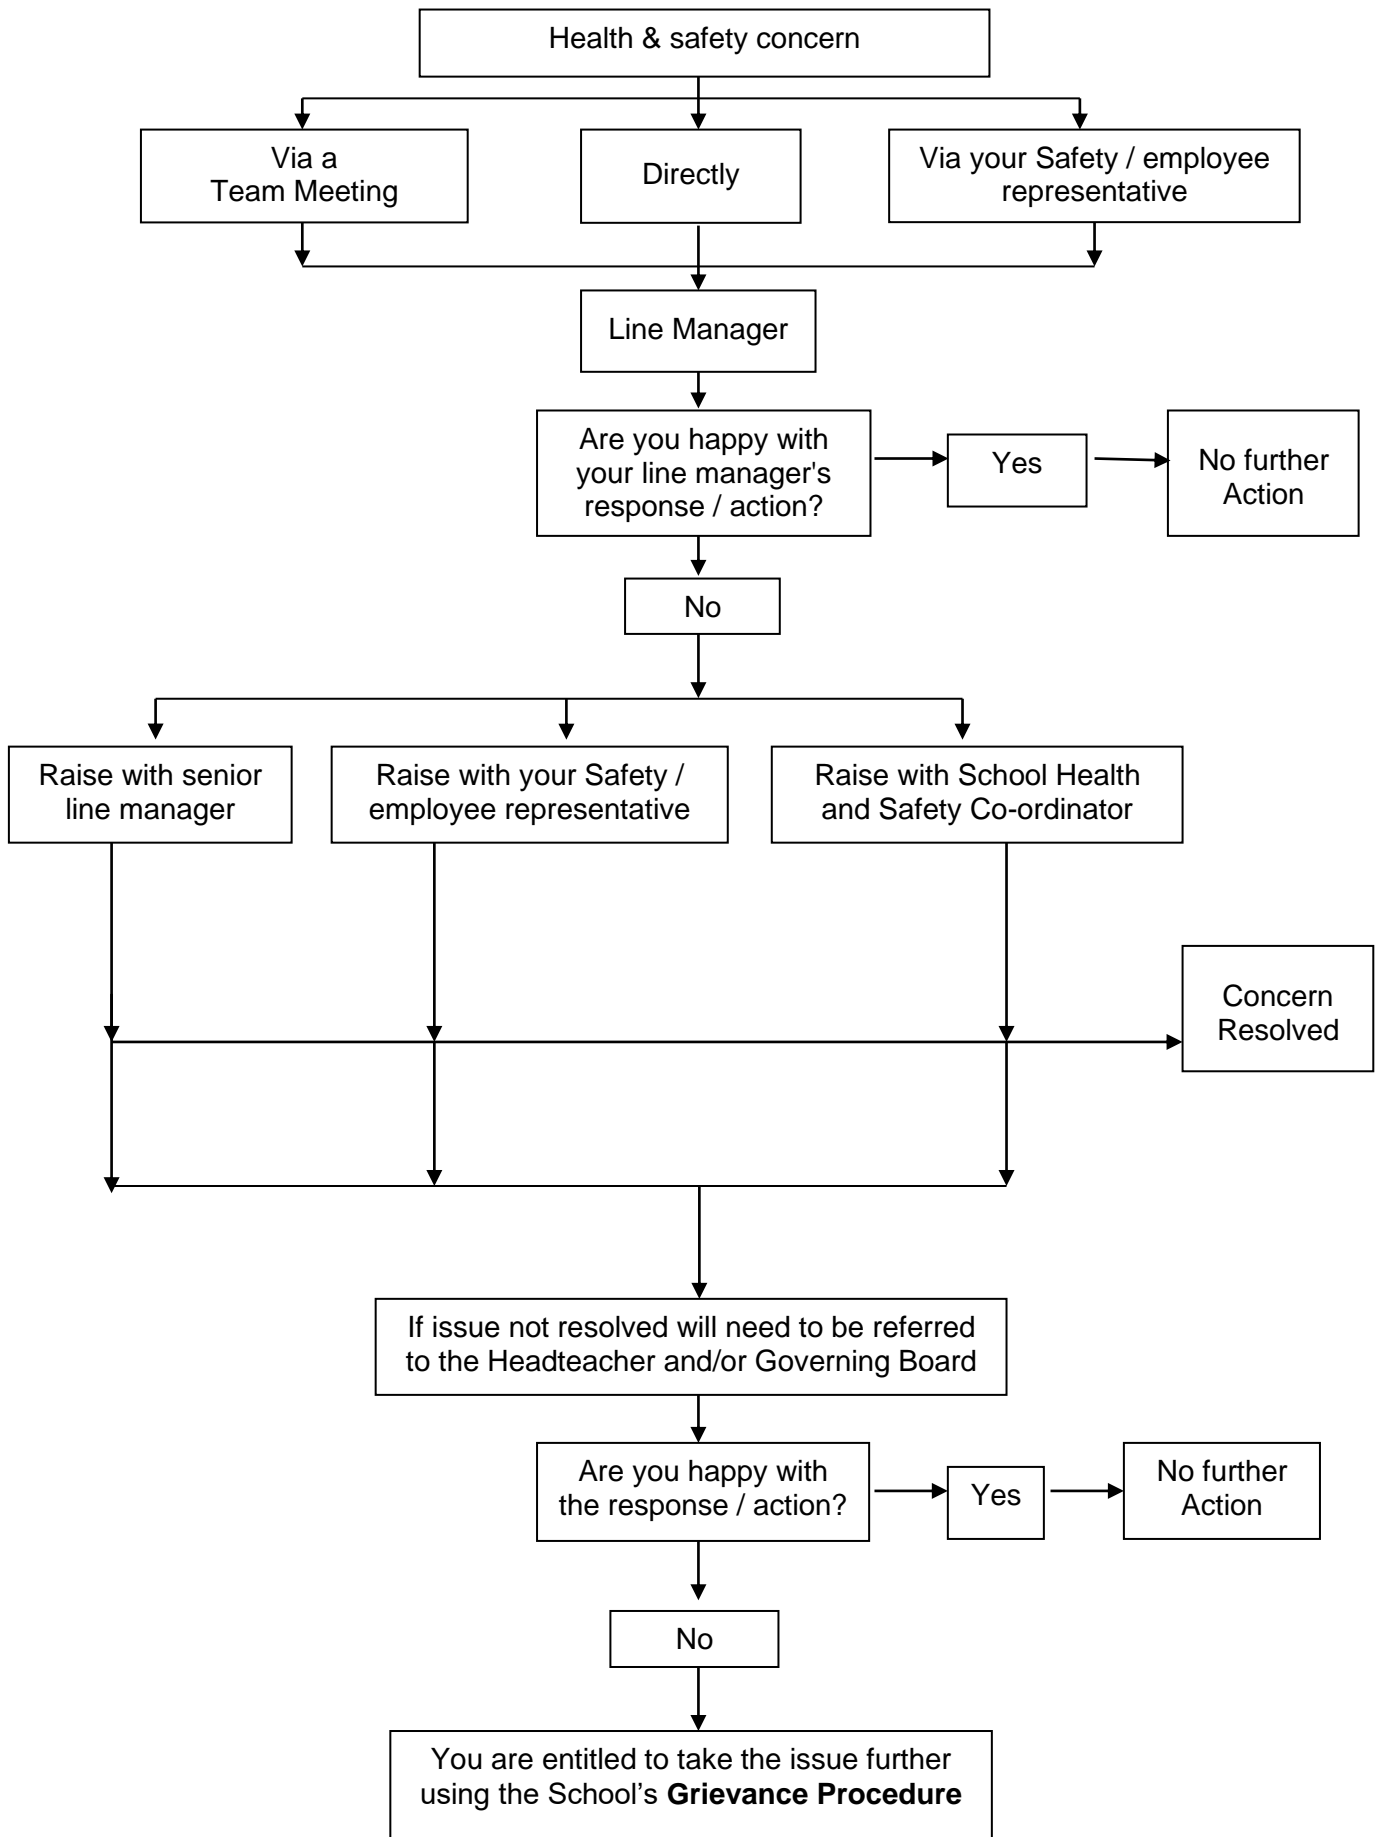 Health & safety concern
Via a
Team Meeting
Directly
Via your Safety / employee
representative
Line Manager
Are you happy with
your line manager's
response / action?
Yes
No further
Action
No
Raise with senior
line manager
Raise with your Safety /
employee representative
Raise with School Health
and Safety Co-ordinator
Concern
Resolved
If issue not resolved will need to be referred
to the Headteacher and/or Governing Board
Are you happy with
the response / action?
Yes
No further
Action
No
You are entitled to take the issue further
using the School’s Grievance Procedure